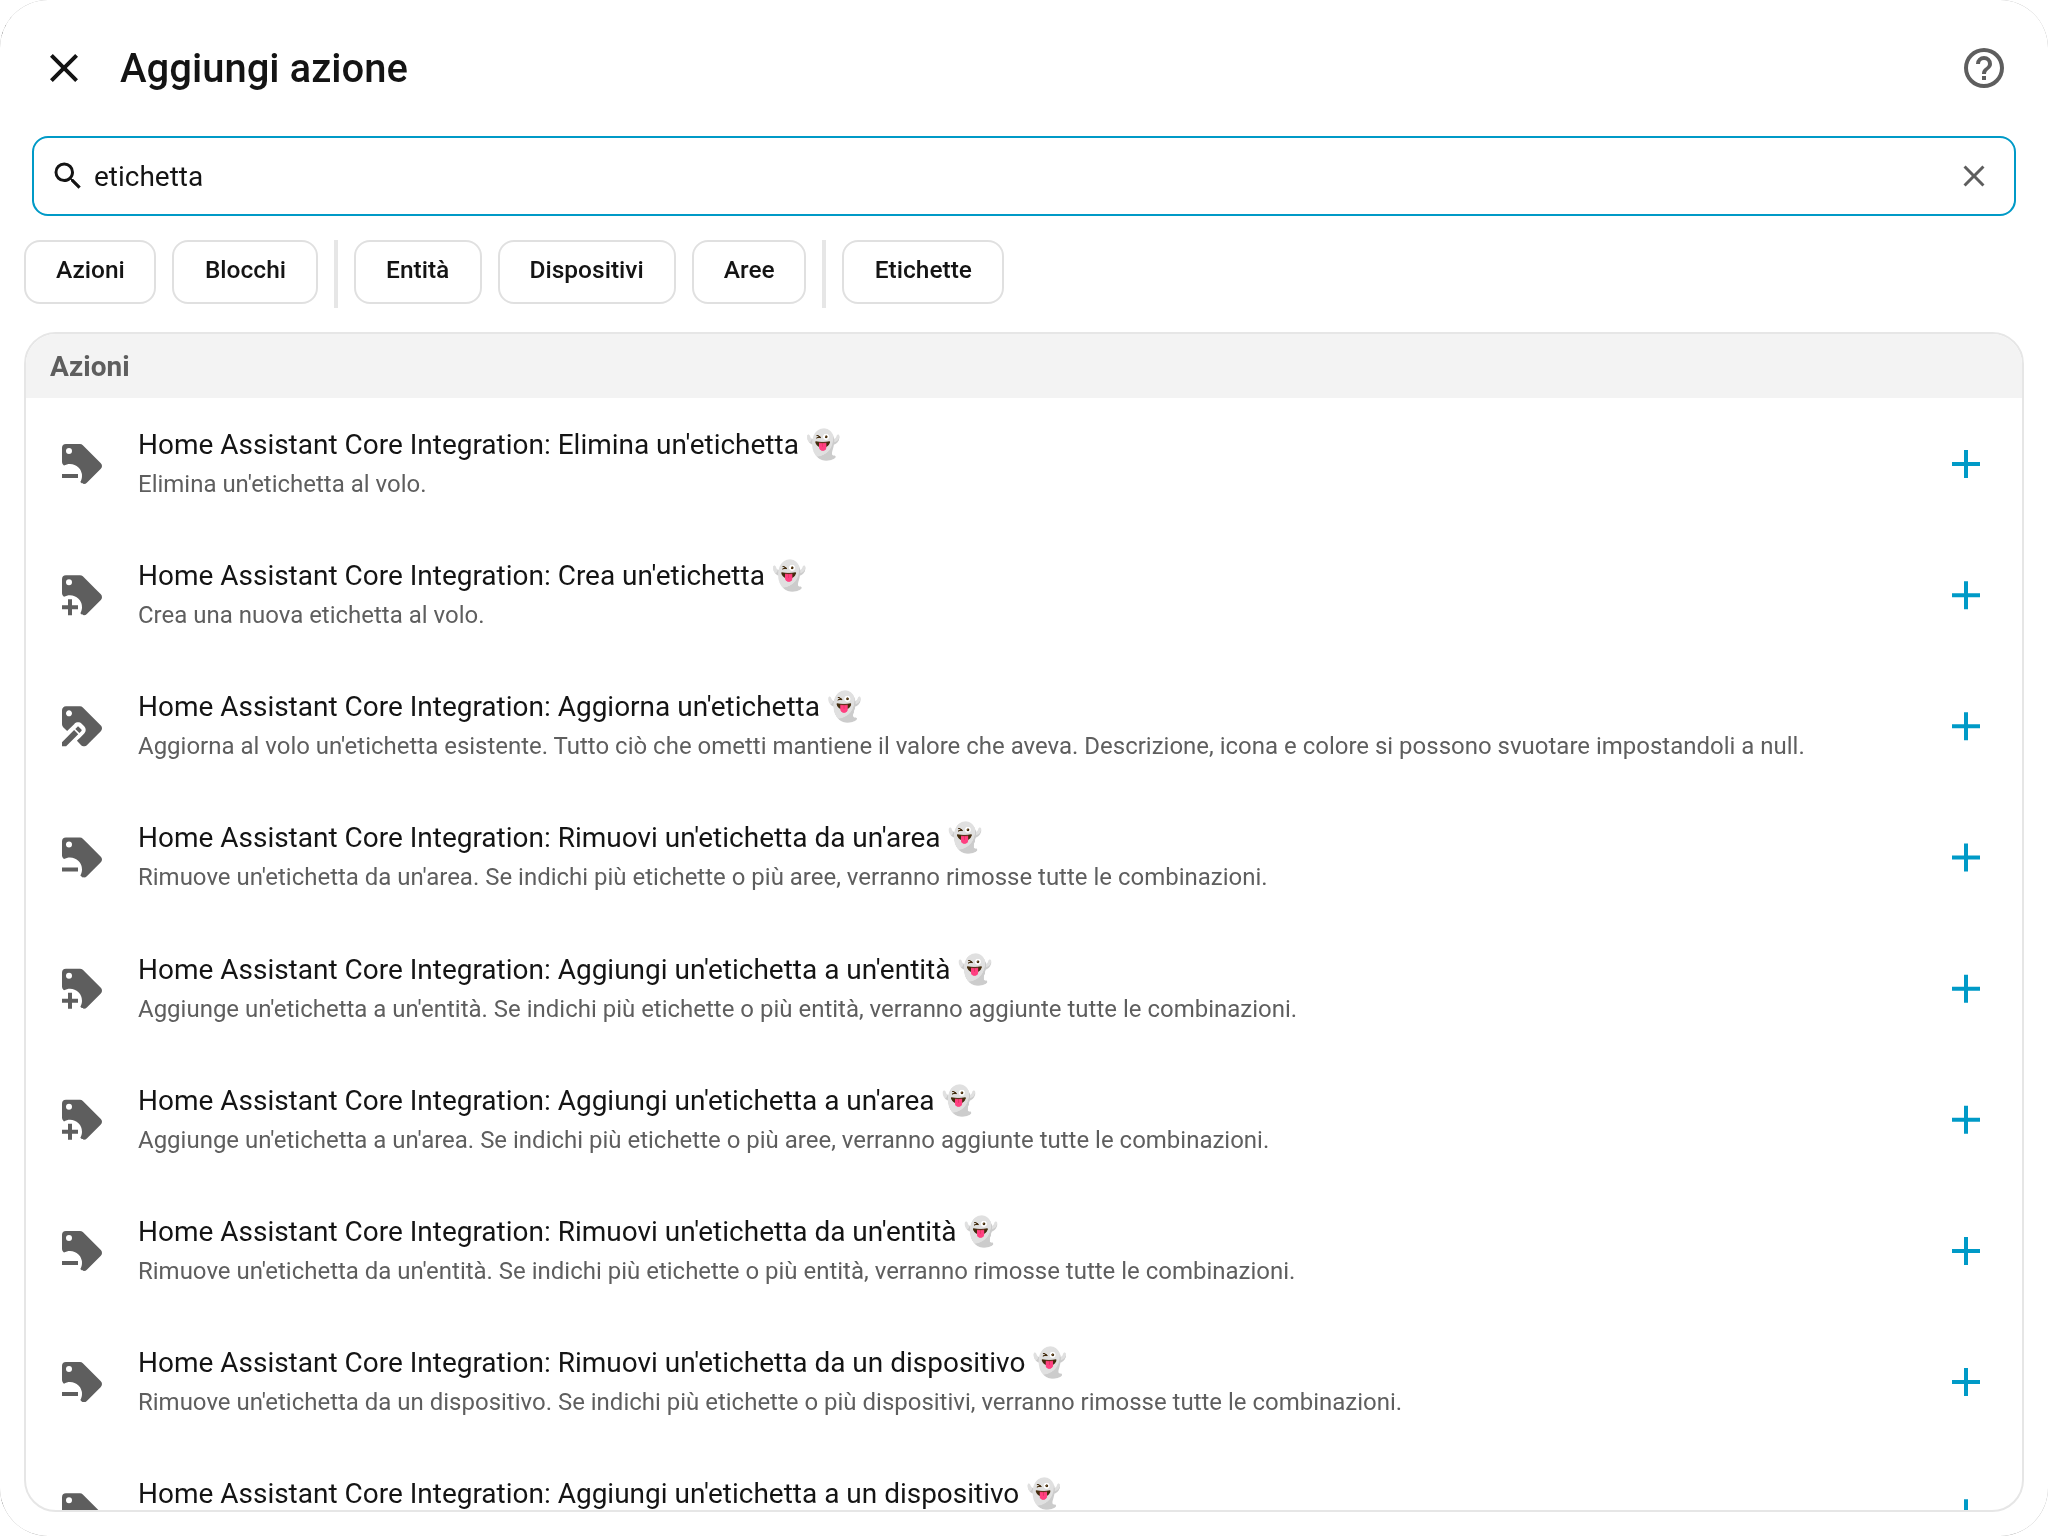 Aggiungi azione
etichetta
Azioni
Blocchi
Entità
Dispositivi
Aree
Etichette
Azioni
Home Assistant Core Integration: Elimina un'etichetta 👻
Elimina un'etichetta al volo.
Home Assistant Core Integration: Crea un'etichetta 👻
Crea una nuova etichetta al volo.
Home Assistant Core Integration: Aggiorna un'etichetta 👻
Aggiorna al volo un'etichetta esistente. Tutto ciò che ometti mantiene il valore che aveva. Descrizione, icona e colore si possono svuotare impostandoli a null.
Home Assistant Core Integration: Rimuovi un'etichetta da un'area 👻
Rimuove un'etichetta da un'area. Se indichi più etichette o più aree, verranno rimosse tutte le combinazioni.
Home Assistant Core Integration: Aggiungi un'etichetta a un'entità 👻
Aggiunge un'etichetta a un'entità. Se indichi più etichette o più entità, verranno aggiunte tutte le combinazioni.
Home Assistant Core Integration: Aggiungi un'etichetta a un'area 👻
Aggiunge un'etichetta a un'area. Se indichi più etichette o più aree, verranno aggiunte tutte le combinazioni.
Home Assistant Core Integration: Rimuovi un'etichetta da un'entità 👻
Rimuove un'etichetta da un'entità. Se indichi più etichette o più entità, verranno rimosse tutte le combinazioni.
Home Assistant Core Integration: Rimuovi un'etichetta da un dispositivo 👻
Rimuove un'etichetta da un dispositivo. Se indichi più etichette o più dispositivi, verranno rimosse tutte le combinazioni.
Home Assistant Core Integration: Aggiungi un'etichetta a un dispositivo 👻